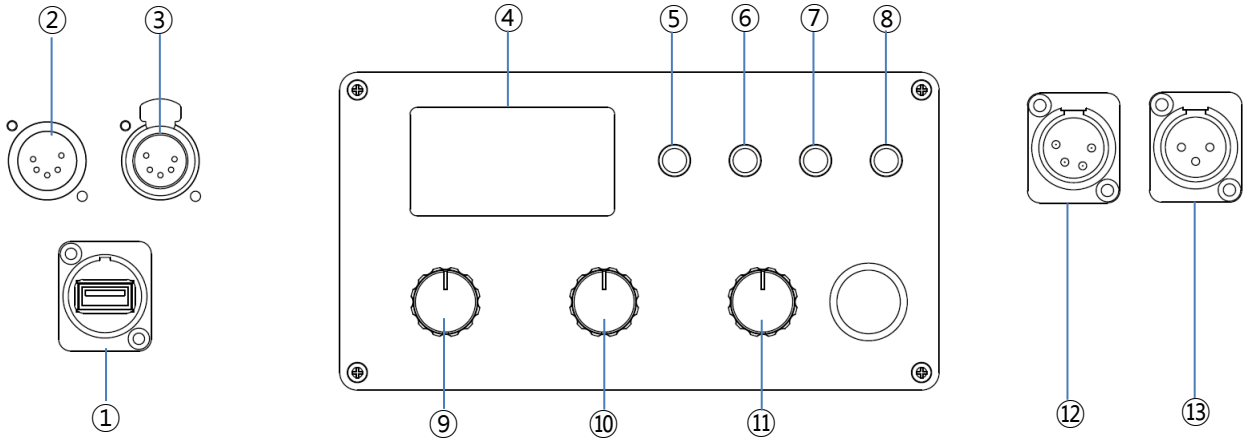 ② ③ ④ ⑤ ⑥ ⑦ ⑧
① ⑨ ⑩ ⑪ ⑫ ⑬